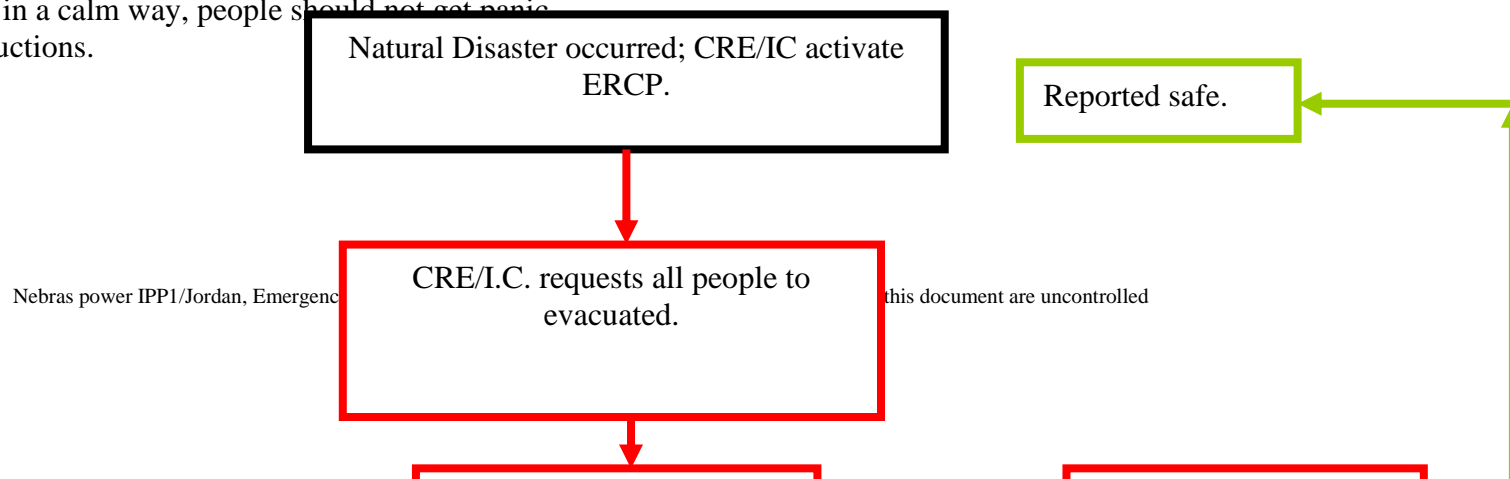 in a calm way, people should not get panic
uctions.
Natural Disaster occurred; CRE/IC activate
ERCP.
Reported safe.
CRE/I.C. requests all people to
evacuated.
Nebras power IPP1/Jordan, Emergenc
this document are uncontrolled